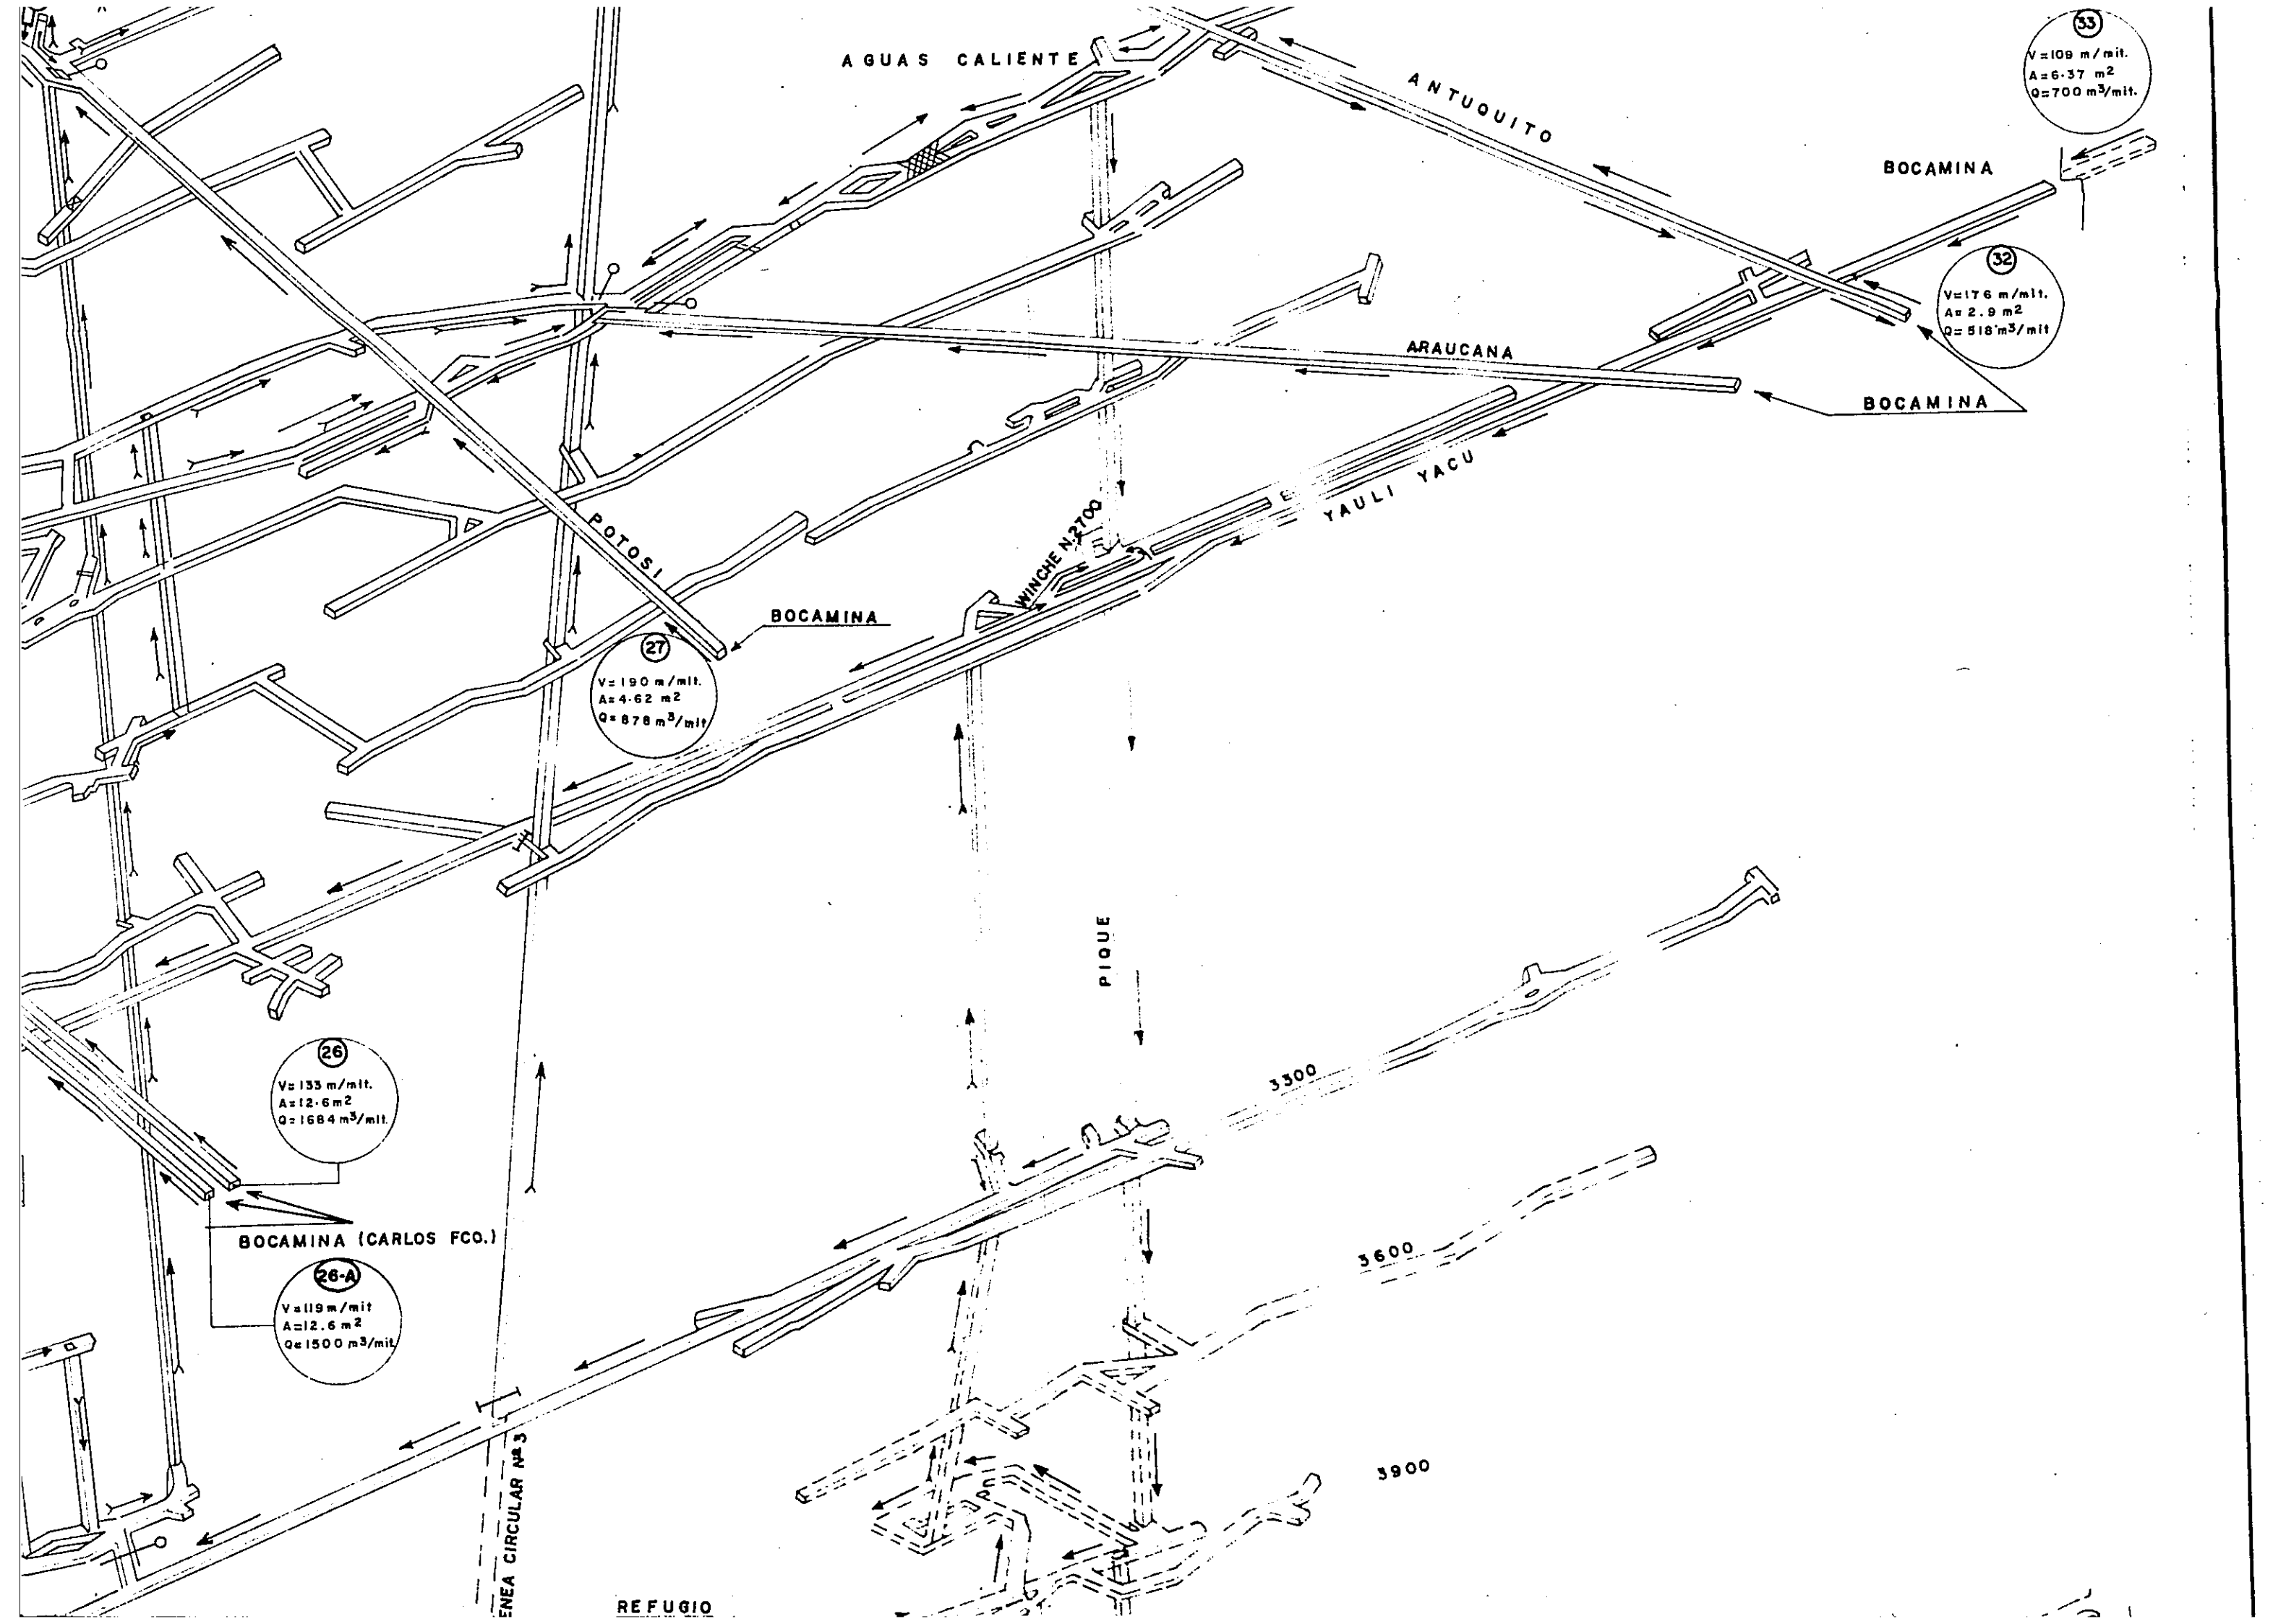 AGUAS CALIENTE
ANTUQUITO
33
V=109 m/mit.
A=6.37 m2
Q=700 m3/mit.
BOCAMINA
32
V=176 m/mit.
A=2.9 m2
Q=518 m3/mit
ARAUCANA
BOCAMINA
YAULI YACU
WINCHE N.2700
POTOSI
BOCAMINA
27
V=190 m/mit.
A=4.62 m2
Q=878 m3/mit
PIQUE
26
V=133 m/mit.
A=12.6 m2
Q=1684 m3/mit.
3300
BOCAMINA (CARLOS FCO.)
26-A
V=119 m/mit
A=12.6 m2
Q=1500 m3/mit.
3600
3900
ENEA CIRCULAR Nº 3
REFUGIO